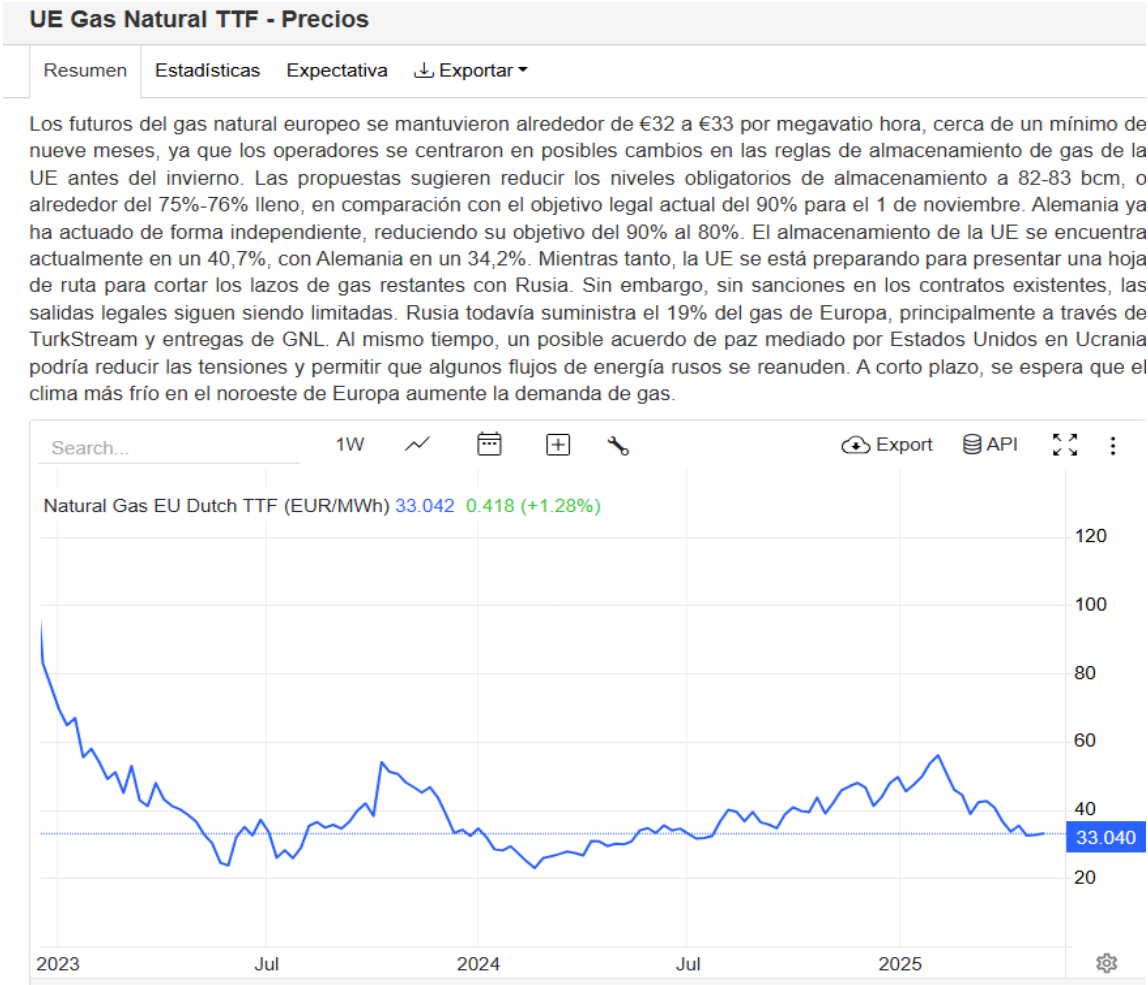 UE Gas Natural TTF - Precios
Resumen Estadísticas Expectativa Exportar
Los futuros del gas natural europeo se mantuvieron alrededor de €32 a €33 por megavatio hora, cerca de un mínimo de
nueve meses, ya que los operadores se centraron en posibles cambios en las reglas de almacenamiento de gas de la
UE antes del invierno. Las propuestas sugieren reducir los niveles obligatorios de almacenamiento a 82-83 bcm, o
alrededor del 75%-76% lleno, en comparación con el objetivo legal actual del 90% para el 1 de noviembre. Alemania ya
ha actuado de forma independiente, reduciendo su objetivo del 90% al 80%. El almacenamiento de la UE se encuentra
actualmente en un 40,7%, con Alemania en un 34,2%. Mientras tanto, la UE se está preparando para presentar una hoja
de ruta para cortar los lazos de gas restantes con Rusia. Sin embargo, sin sanciones en los contratos existentes, las
salidas legales siguen siendo limitadas. Rusia todavía suministra el 19% del gas de Europa, principalmente a través de
TurkStream y entregas de GNL. Al mismo tiempo, un posible acuerdo de paz mediado por Estados Unidos en Ucrania
podría reducir las tensiones y permitir que algunos flujos de energía rusos se reanuden. A corto plazo, se espera que el
clima más frío en el noroeste de Europa aumente la demanda de gas.
Search... 1W Export API
Natural Gas EU Dutch TTF (EUR/MWh) 33.042 0.418 (+1.28%)
120
100
80
60
40
33.040
20
2023 Jul 2024 Jul 2025